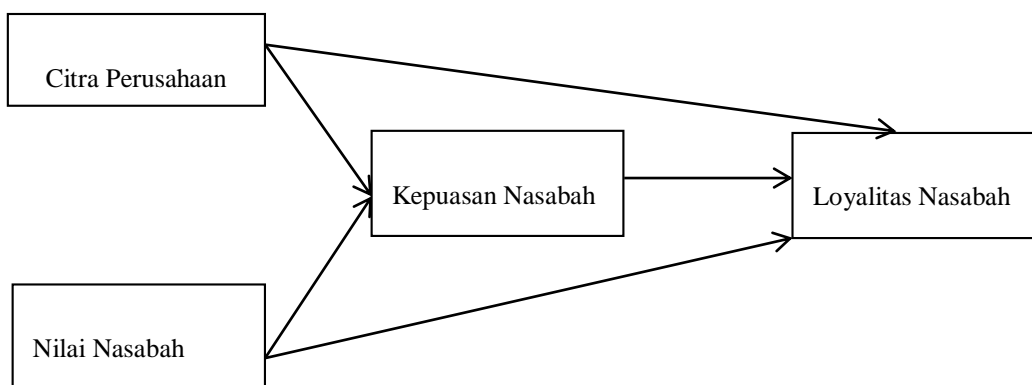 Citra Perusahaan
Kepuasan Nasabah
Loyalitas Nasabah
Nilai Nasabah